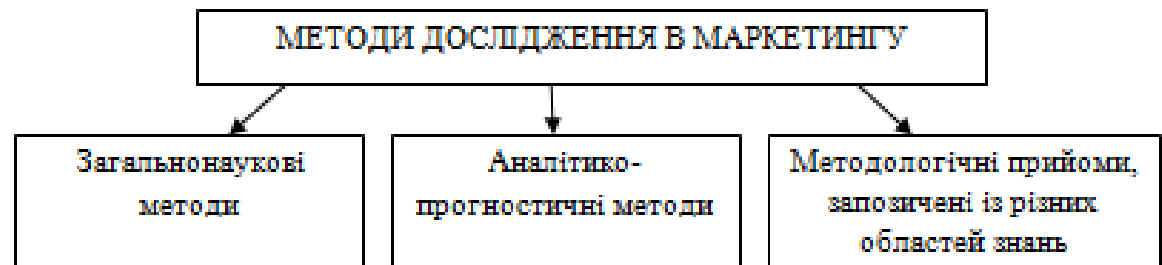 МЕТОДИ ДОСЛІДЖЕННЯ В МАРКЕТИНГУ
Загальнонаукові
методи
Аналітико-
прогностичні методи
Методологічні прийоми,
запозичені із різних
областей знань